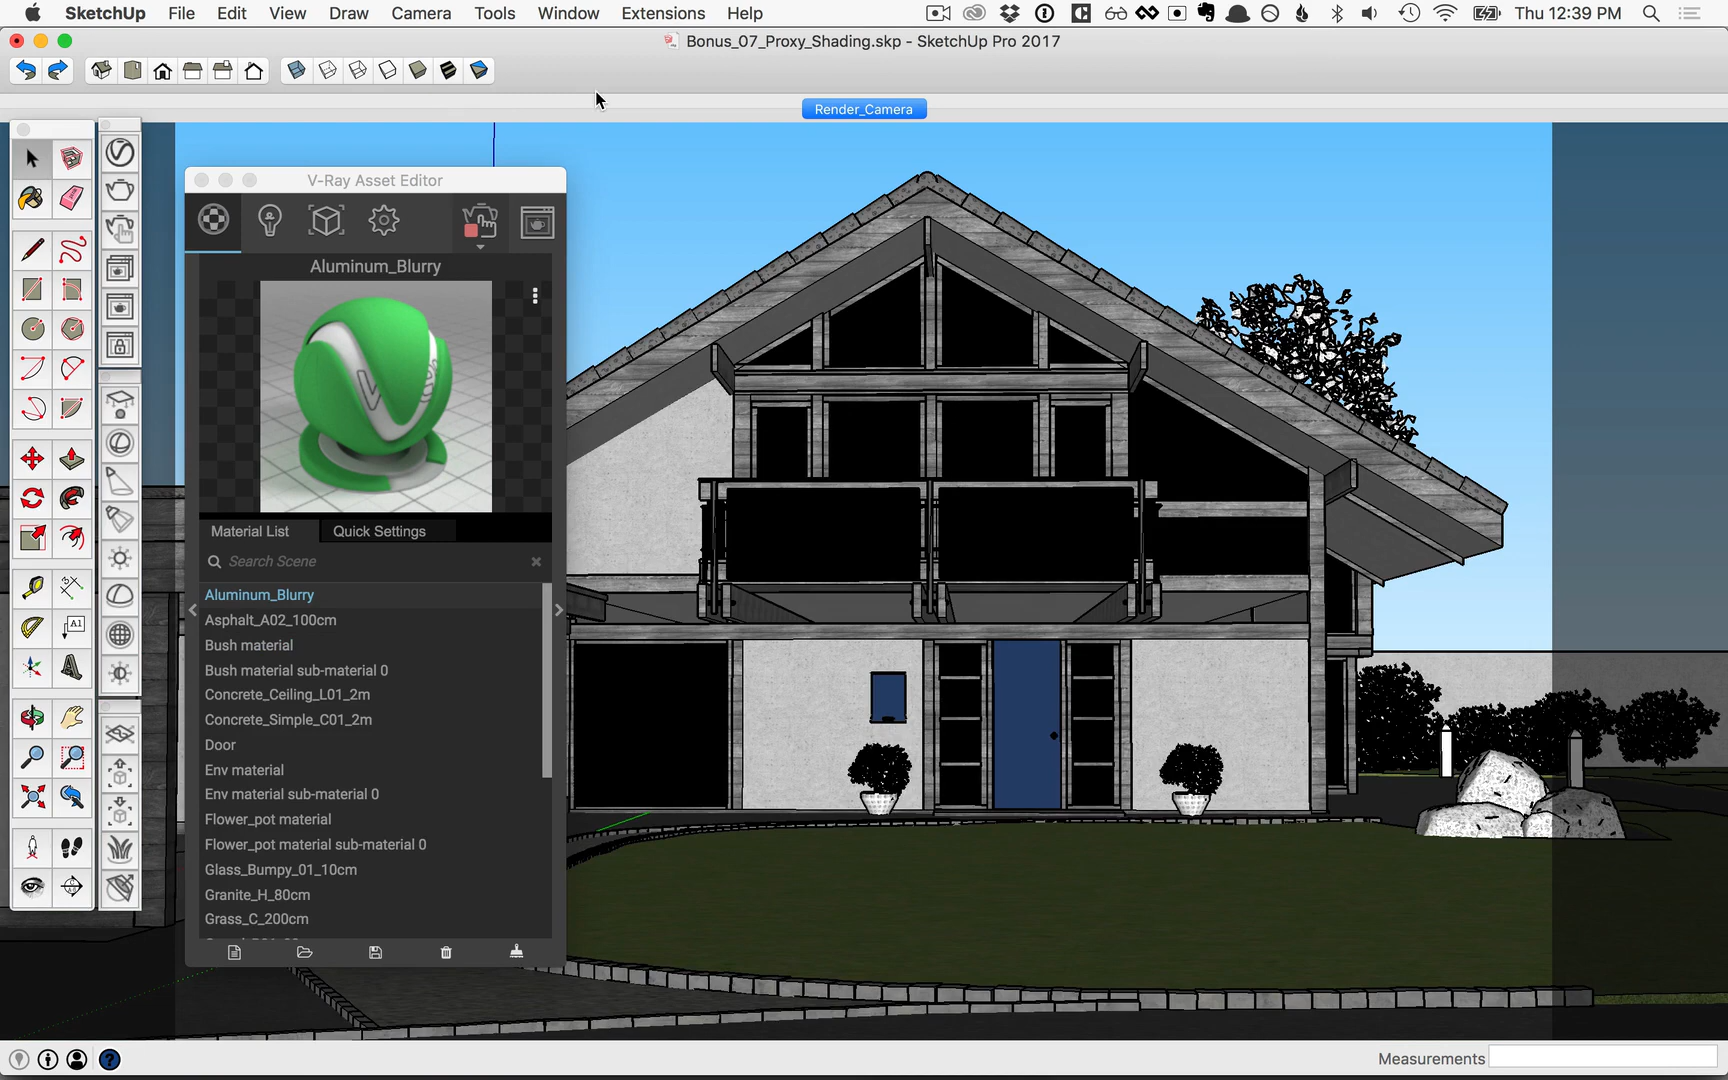 SketchUp File Edit View Draw Camera Tools Window Extensions Help Thu 12:39 PM
Bonus_07_Proxy_Shading.skp - SketchUp Pro 2017
Render_Camera
V-Ray Asset Editor
Aluminum_Blurry
Material List Quick Settings
Search Scene
Aluminum_Blurry
Asphalt_A02_100cm
Bush material
Bush material sub-material 0
Concrete_Ceiling_L01_2m
Concrete_Simple_C01_2m
Door
Env material
Env material sub-material 0
Flower_pot material
Flower_pot material sub-material 0
Glass_Bumpy_01_10cm
Granite_H_80cm
Grass_C_200cm
Measurements